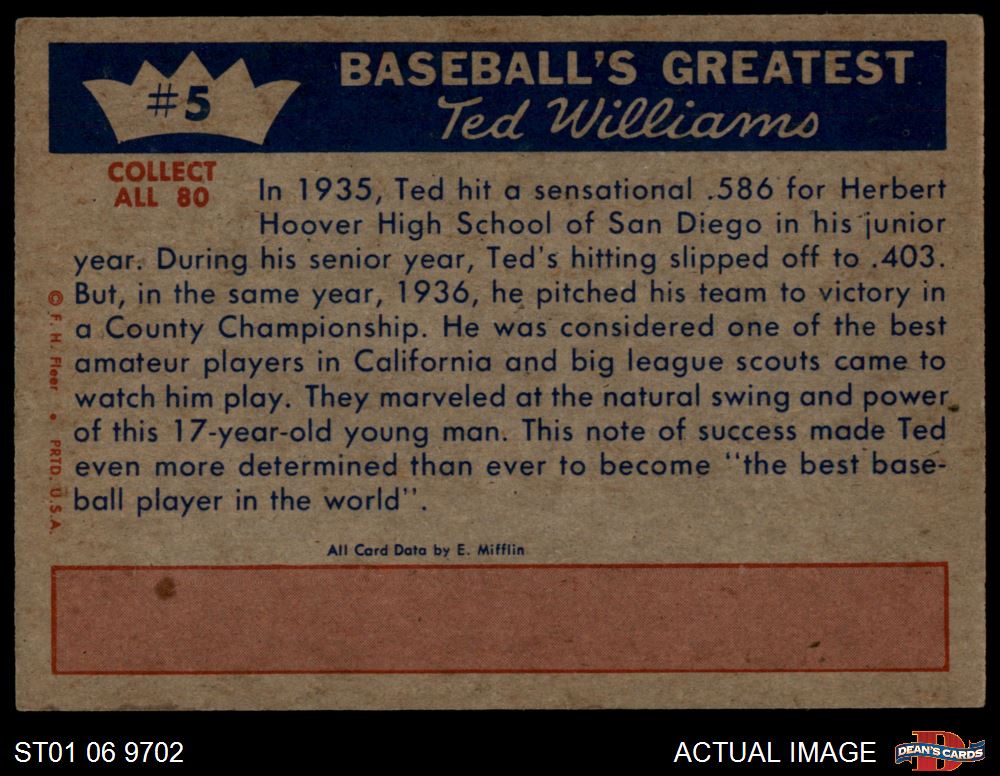 #5
BASEBALL'S GREATEST
Ted Williams
COLLECT
ALL 80
In 1935, Ted hit a sensational .586 for Herbert
Hoover High School of San Diego in his junior
year. During his senior year, Ted's hitting slipped off to .403.
But, in the same year, 1936, he pitched his team to victory in
a County Championship. He was considered one of the best
amateur players in California and big league scouts came to
watch him play. They marveled at the natural swing and power
of this 17-year-old young man. This note of success made Ted
even more determined than ever to become "the best base-
ball player in the world".
© F. H. Fleer • PRTD. U.S.A.
All Card Data by E. Mifflin
ST01 06 9702
ACTUAL IMAGE
D
DEAN'S CARDS